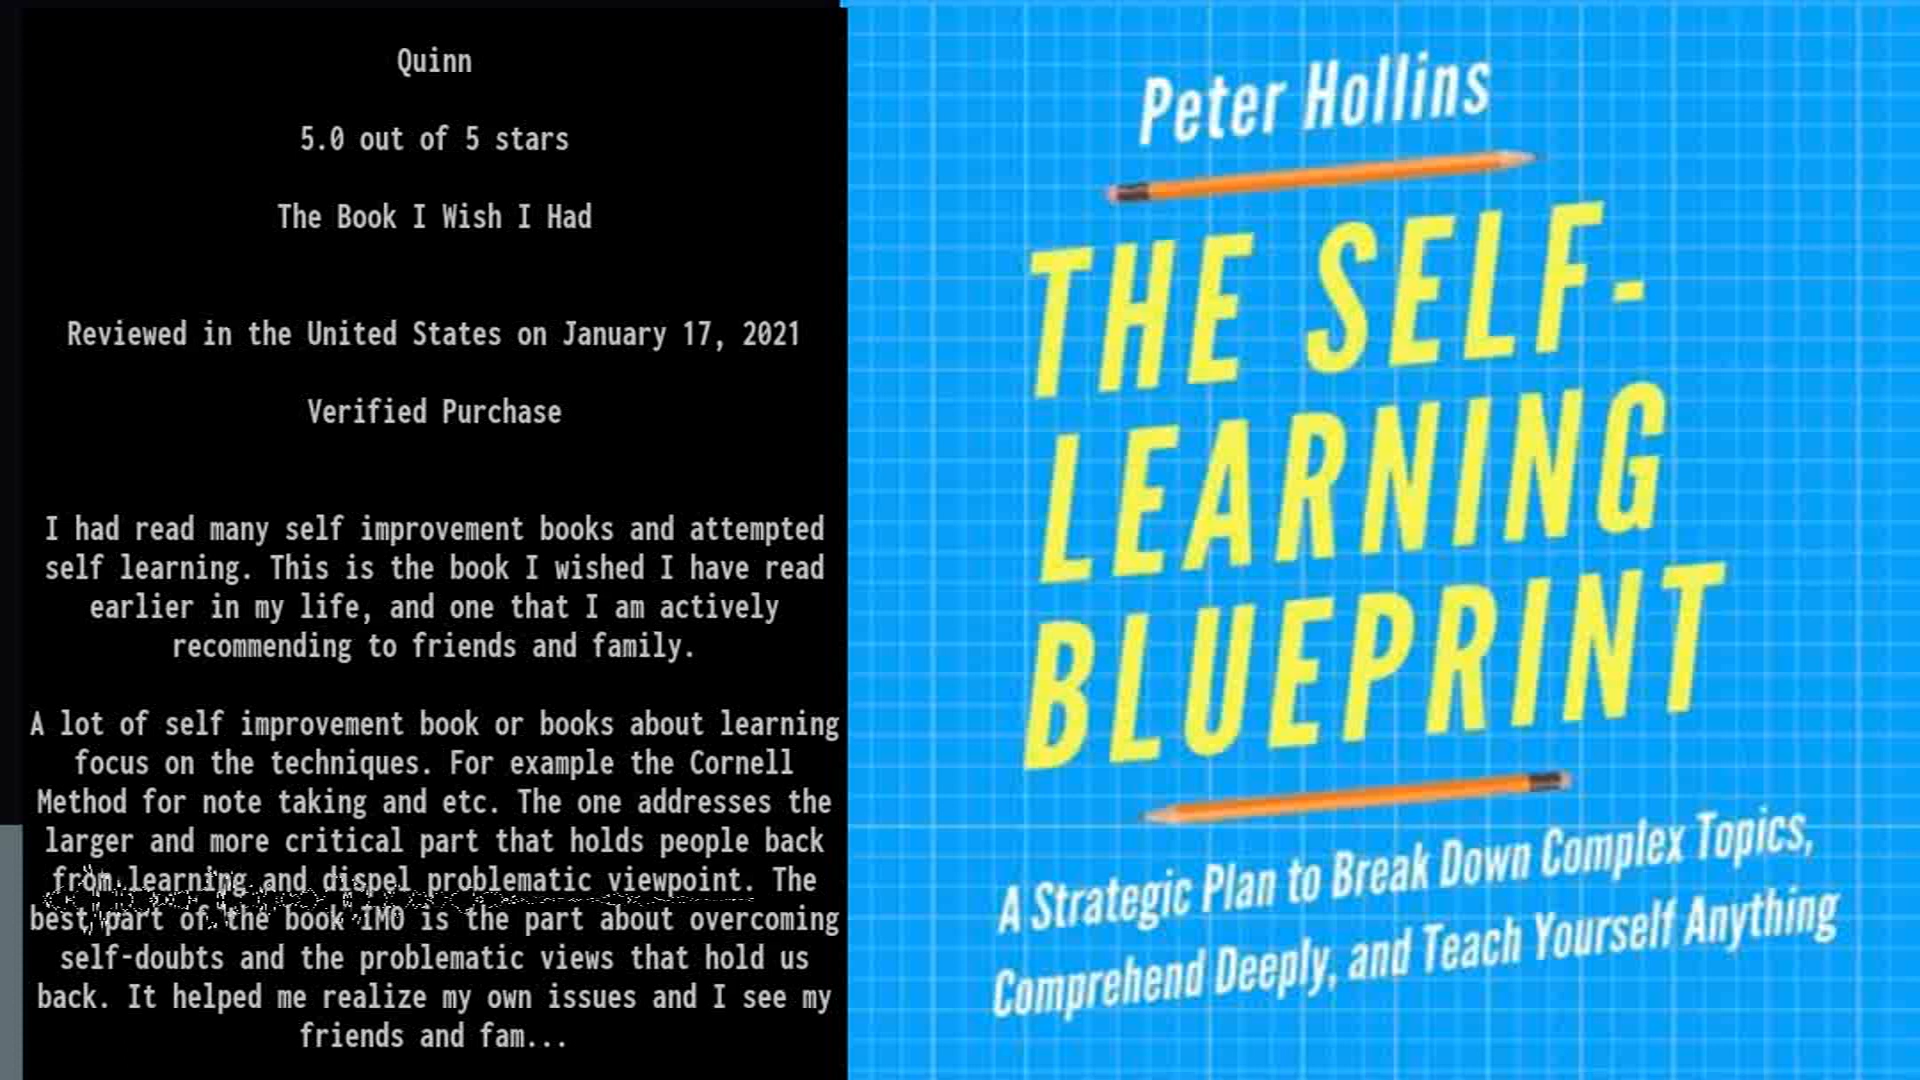 Quinn
5.0 out of 5 stars
The Book I Wish I Had
Reviewed in the United States on January 17, 2021
Verified Purchase
I had read many self improvement books and attempted
self learning. This is the book I wished I have read
earlier in my life, and one that I am actively
recommending to friends and family.
A lot of self improvement book or books about learning
focus on the techniques. For example the Cornell
Method for note taking and etc. The one addresses the
larger and more critical part that holds people back
from learning and dispel problematic viewpoint. The
best part of the book IMO is the part about overcoming
self-doubts and the problematic views that hold us
back. It helped me realize my own issues and I see my
friends and fam...
Peter Hollins
THE SELF-
LEARNING
BLUEPRINT
A Strategic Plan to Break Down Complex Topics,
Comprehend Deeply, and Teach Yourself Anything